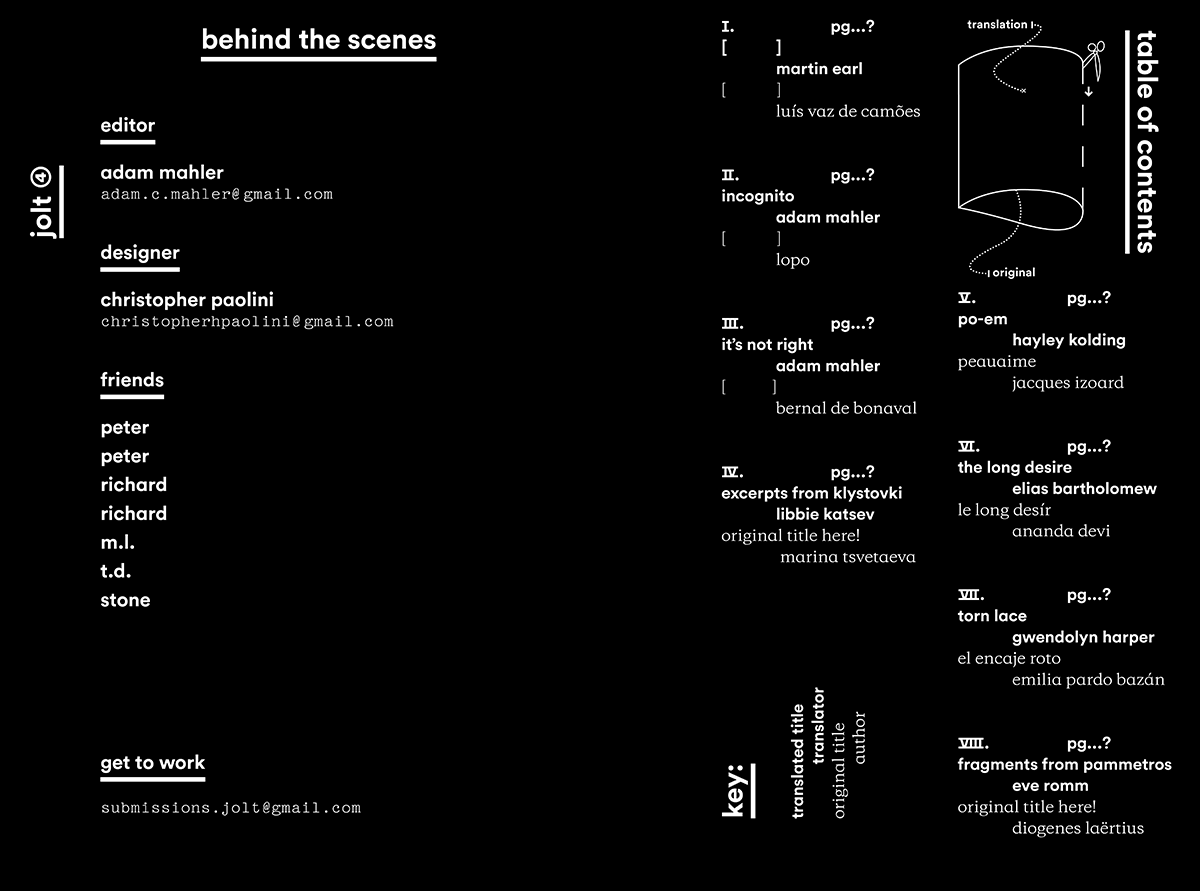 behind the scenes
jolt ④
editor
adam mahler
adam.c.mahler@gmail.com
designer
christopher paolini
christopherhpaolini@gmail.com
friends
peter
peter
richard
richard
m.l.
t.d.
stone
get to work
submissions.jolt@gmail.com
table of contents
translation
original
I. pg...?
[ ]
martin earl
[ ]
luís vaz de camões
II. pg...?
incognito
adam mahler
[ ]
lopo
III. pg...?
it's not right
adam mahler
[ ]
bernal de bonaval
IV. pg...?
excerpts from klystovki
libbie katsev
original title here!
marina tsvetaeva
key:
translated title
translator
original title
author
V. pg...?
po-em
hayley kolding
peauaime
jacques izoard
VI. pg...?
the long desire
elias bartholomew
le long desír
ananda devi
VII. pg...?
torn lace
gwendolyn harper
el encaje roto
emilia pardo bazán
VIII. pg...?
fragments from pammetros
eve romm
original title here!
diogenes laërtius